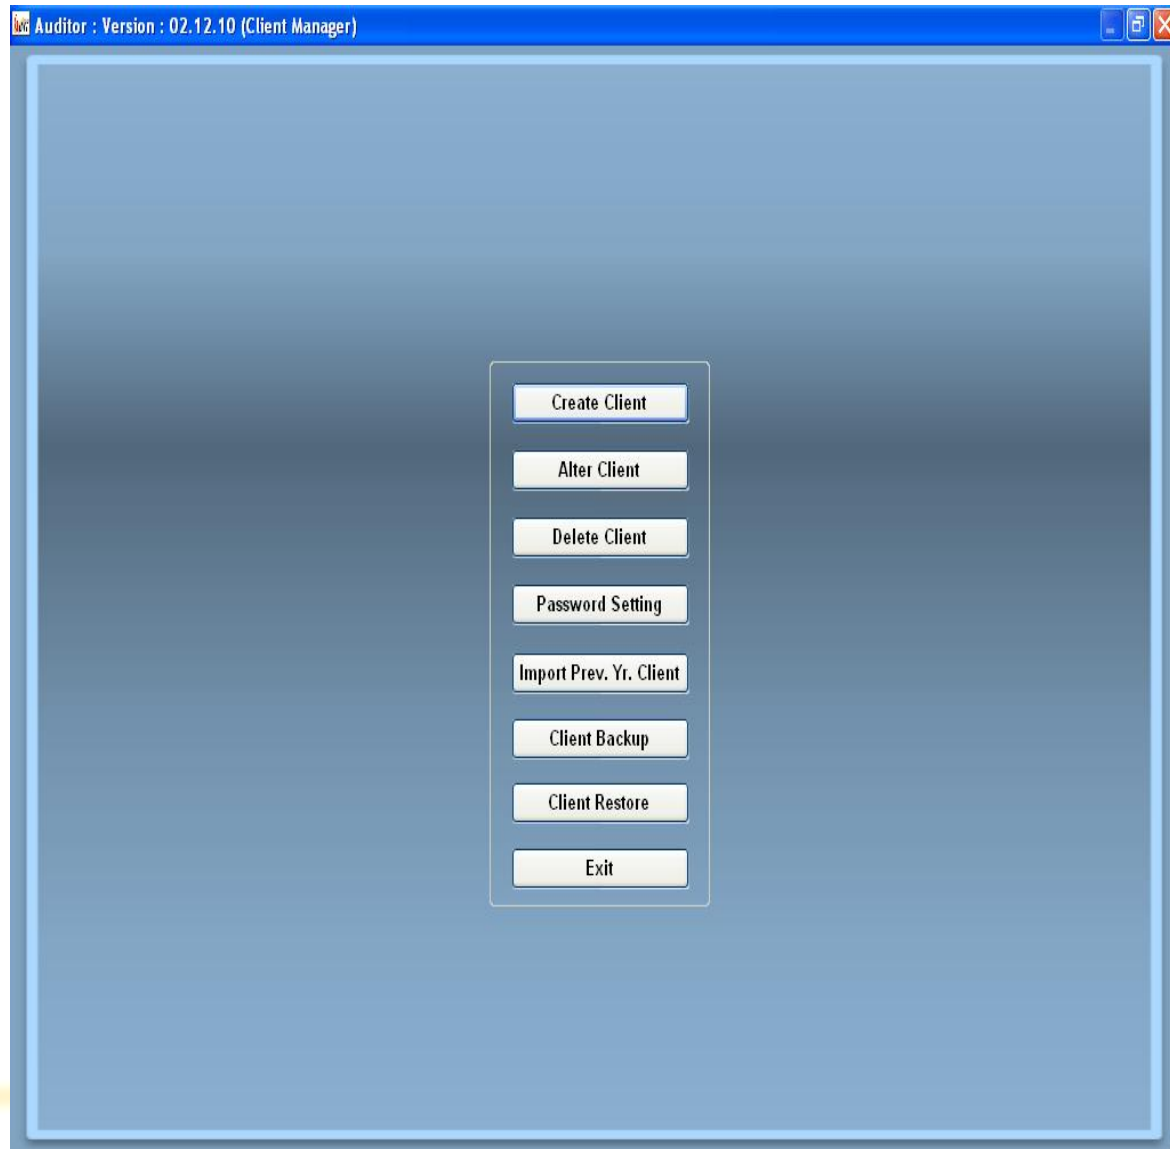 Auditor : Version : 02.12.10 (Client Manager)
Create Client
Alter Client
Delete Client
Password Setting
Import Prev. Yr. Client
Client Backup
Client Restore
Exit